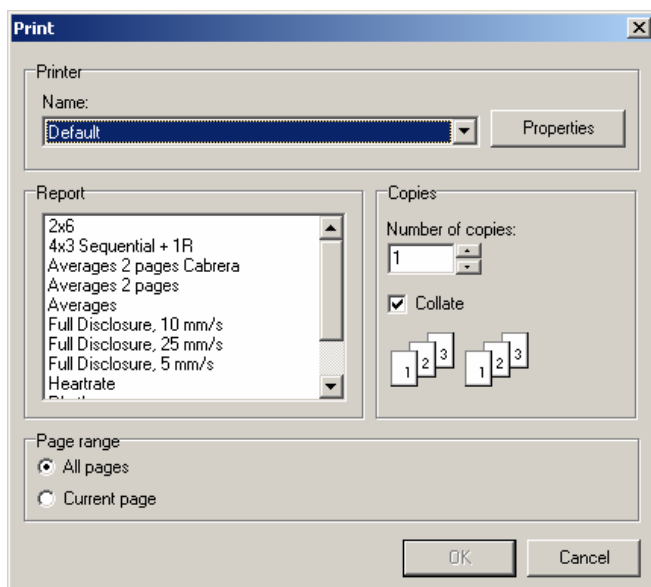 Print
Printer
Name:
Default
Properties
Report
2x6
4x3 Sequential + 1R
Averages 2 pages Cabrera
Averages 2 pages
Averages
Full Disclosure, 10 mm/s
Full Disclosure, 25 mm/s
Full Disclosure, 5 mm/s
Heartrate
Copies
Number of copies:
1
Collate
1 2 3 1 2 3
Page range
All pages
Current page
OK
Cancel